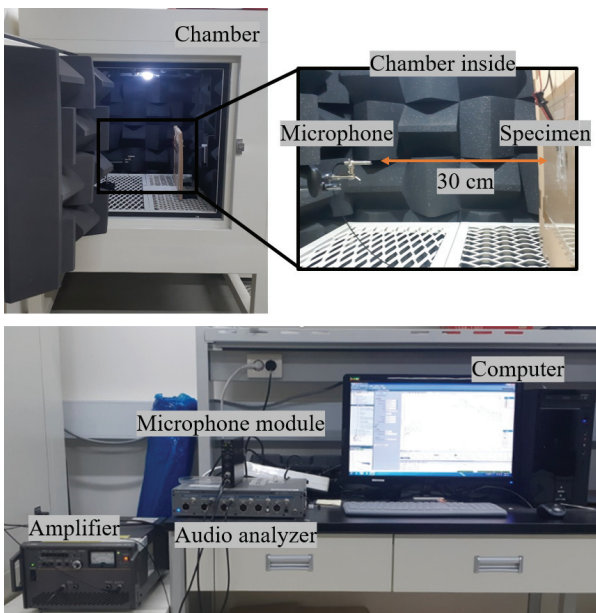 Chamber
Chamber inside
Microphone
Specimen
30 cm
Computer
Microphone module
Amplifier
Audio analyzer